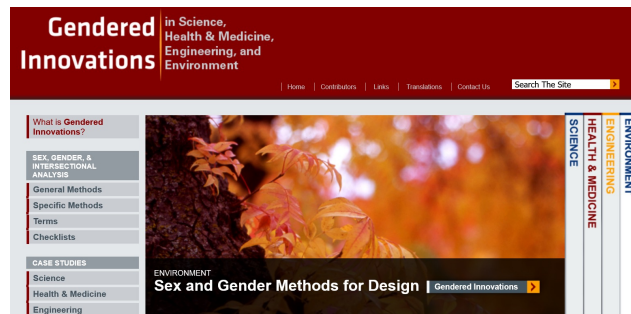 Gendered
Innovations
in Science,
Health & Medicine,
Engineering, and
Environment
Home
Contributors
Links
Translations
Contact Us
Search The Site
What is Gendered
Innovations?
SEX, GENDER, &
INTERSECTIONAL
ANALYSIS
General Methods
Specific Methods
Terms
Checklists
CASE STUDIES
Science
Health & Medicine
Engineering
ENVIRONMENT
Sex and Gender Methods for Design
Gendered Innovations
SCIENCE
HEALTH & MEDICINE
ENGINEERING
ENVIRONMENT